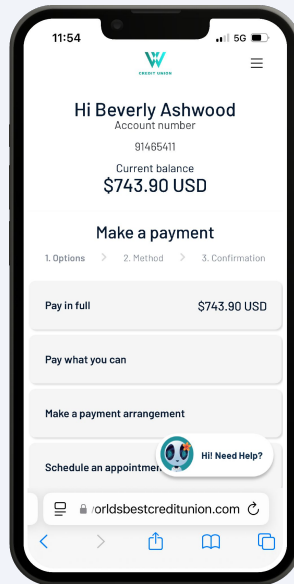 11:54
5G
W
CREDIT UNION
Hi Beverly Ashwood
Account number
91465411
Current balance
$743.90 USD
Make a payment
1. Options > 2. Method > 3. Confirmation
Pay in full $743.90 USD
Pay what you can
Make a payment arrangement
Schedule an appointmen
Hi! Need Help?
orldsbestcreditunion.com